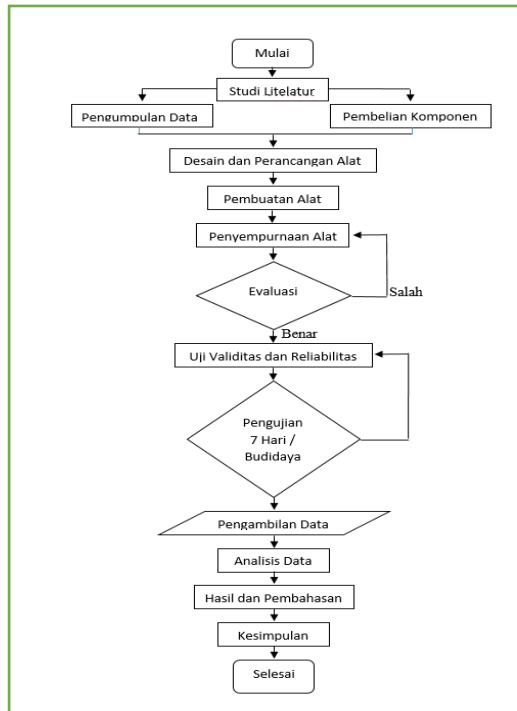 Mulai
Studi Litelatur
Pengumpulan Data
Pembelian Komponen
Desain dan Perancangan Alat
Pembuatan Alat
Penyempurnaan Alat
Evaluasi
Salah
Benar
Uji Validitas dan Reliabilitas
Pengujian
7 Hari /
Budidaya
Pengambilan Data
Analisis Data
Hasil dan Pembahasan
Kesimpulan
Selesai